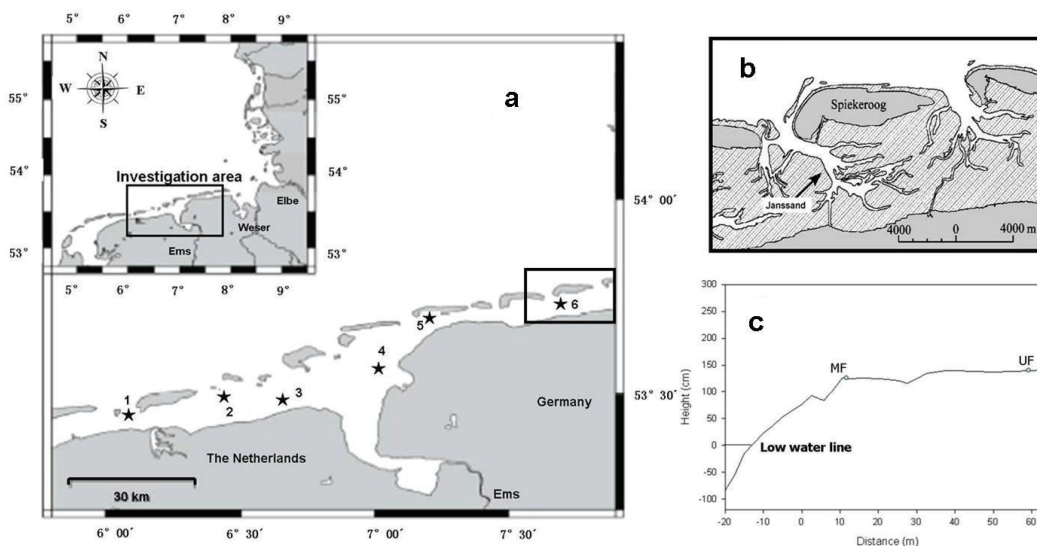 5° 6° 7° 8° 9°
N
W E
S
55°
54°
53°
Investigation area
Elbe
Weser
Ems
55°
54°
53°
5° 6° 7° 8° 9°
a
54° 00′
53° 30′
1
2
3
4
5
6
Germany
The Netherlands
Ems
30 km
6° 00′ 6° 30′ 7° 00′ 7° 30′
b
Spiekeroog
Janssand
4000 0 4000 m
c
Height (cm)
300
250
200
150
100
50
0
-50
-100
MF
UF
Low water line
-20 -10 0 10 20 30 40 50 60
Distance (m)